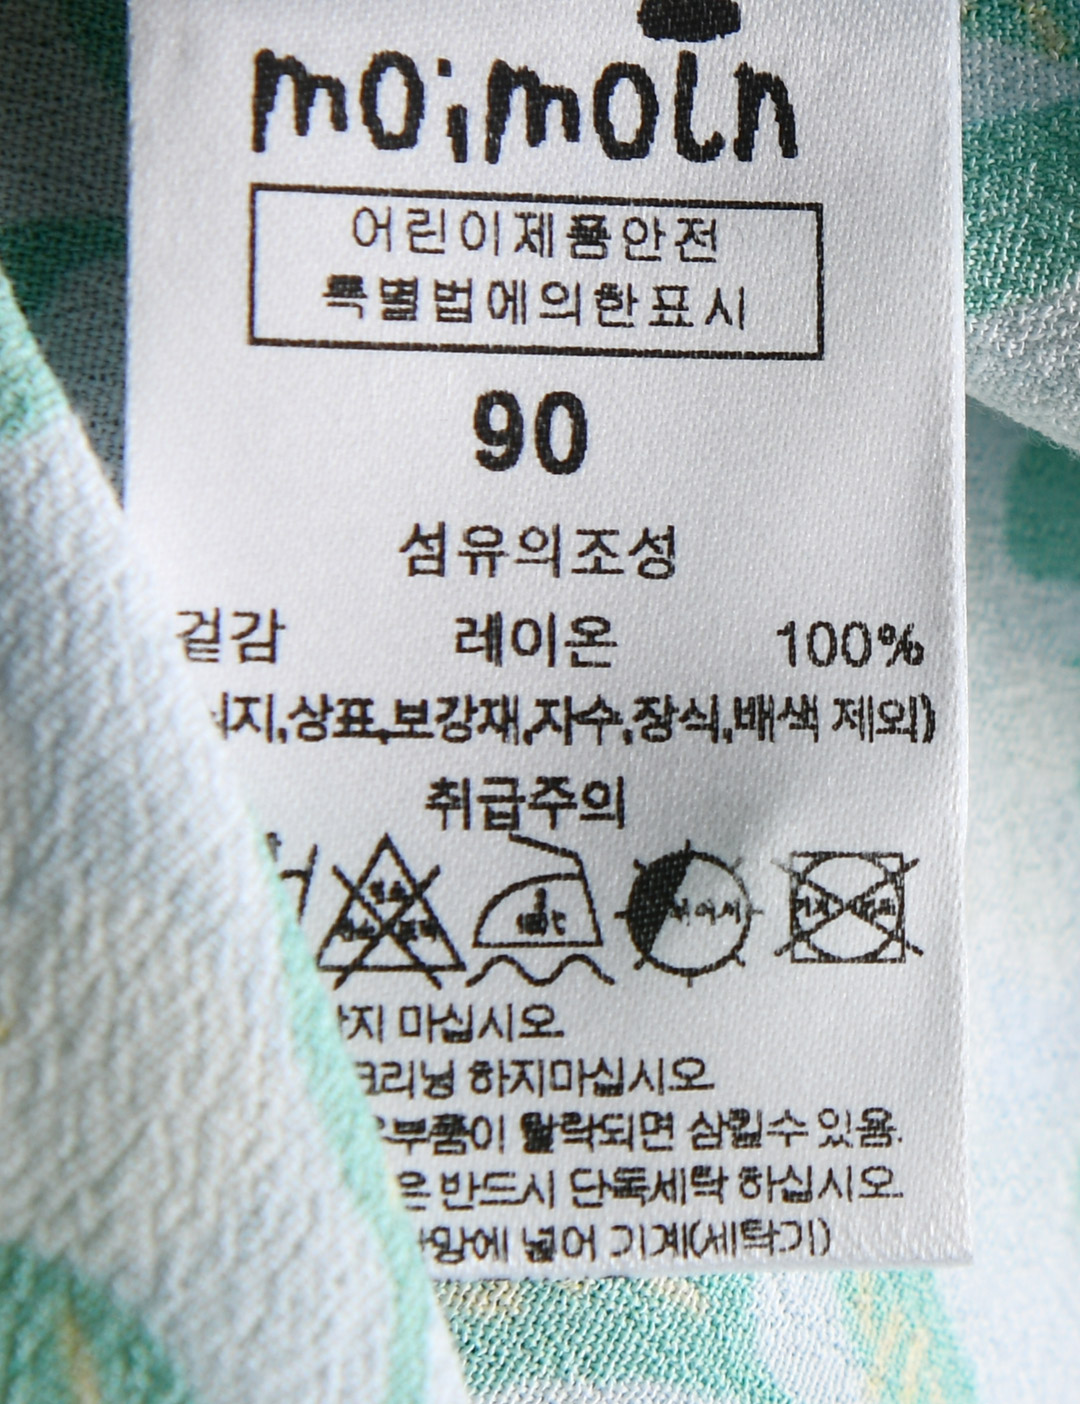 moimoln
어린이제품안전
특별법에의한표시
90
섬유의조성
겉감 레이온 100%
지,상표,보강재,자수,장식,배색 제외)
취급주의
뉘어서
지 마십시오.
크리닝 하지마십시오
부품이 탈락되면 삼킬수 있음.
은 반드시 단독세탁 하십시오.
망에 넣어 기계(세탁기)